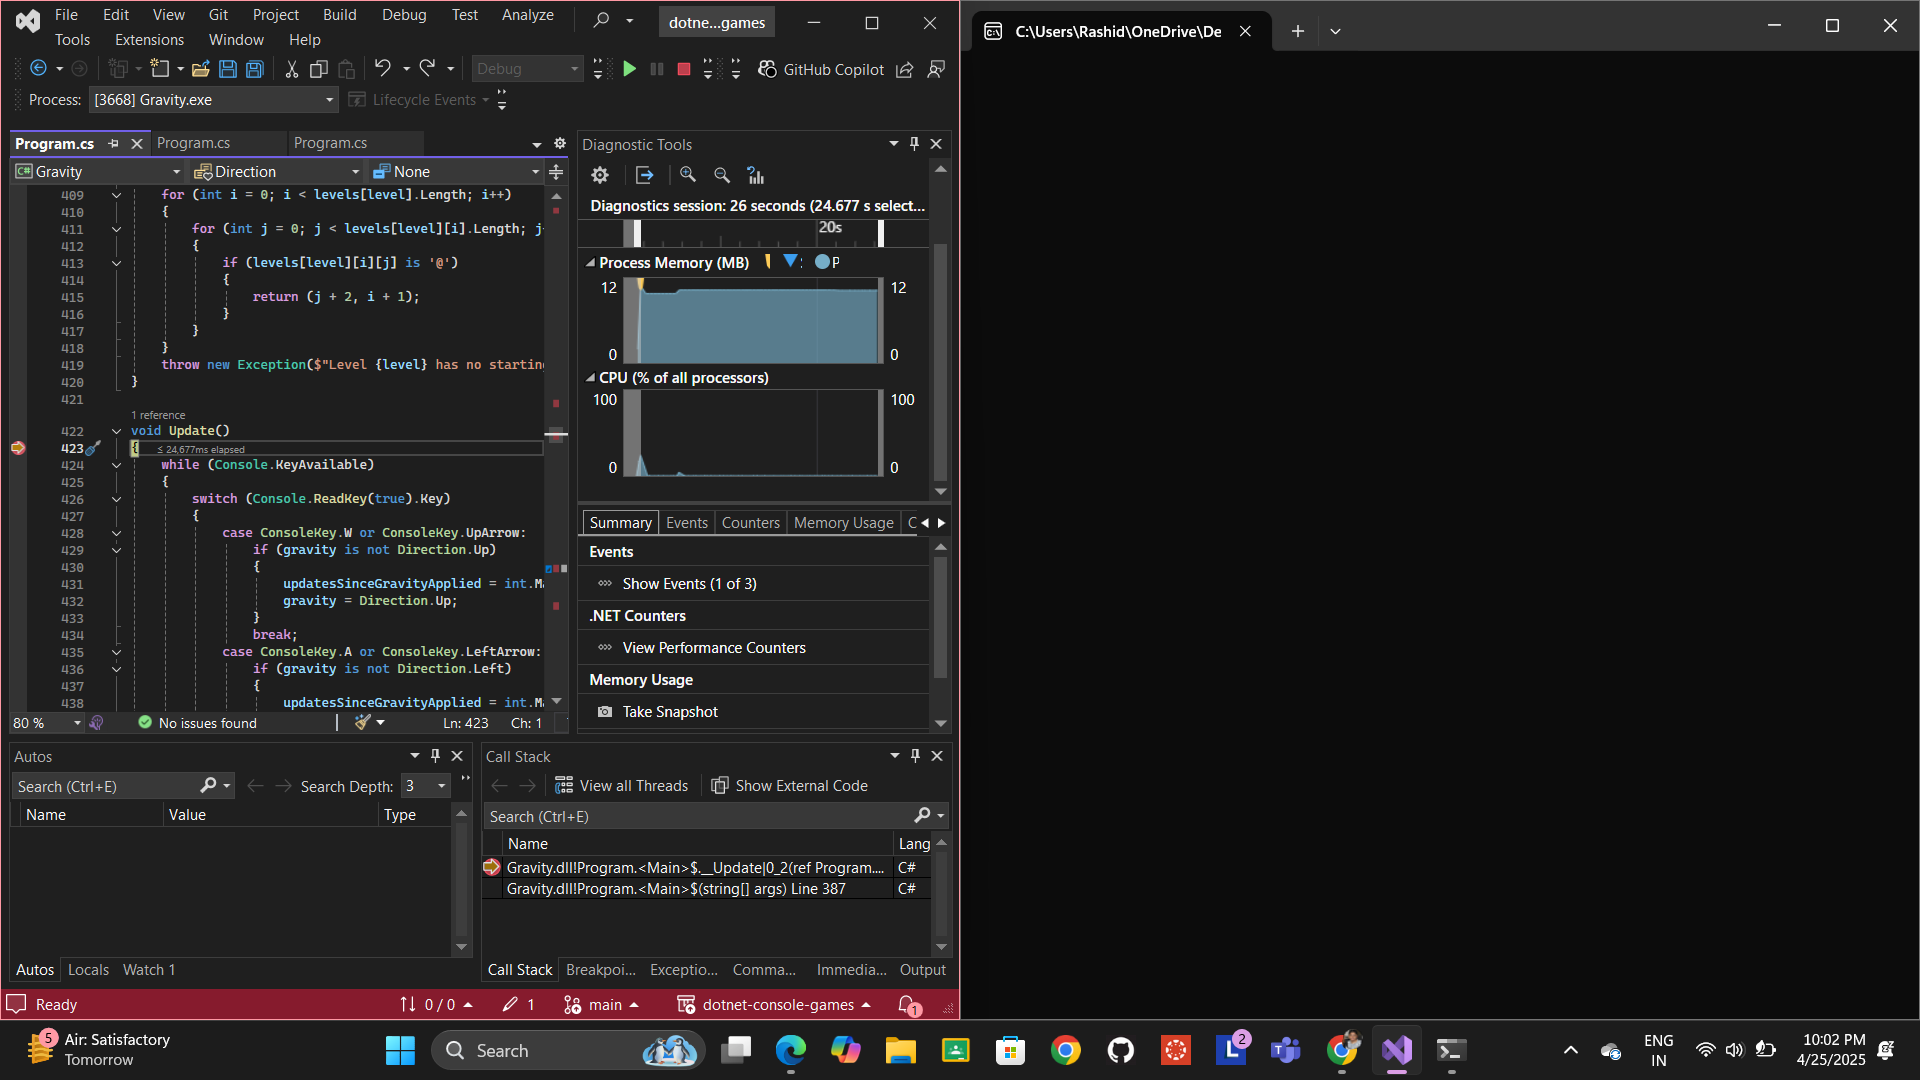 File Edit View Git Project Build Debug Test Analyze
dotne...games
Tools Extensions Window Help
Debug
GitHub Copilot
Process: [3668] Gravity.exe Lifecycle Events
Program.cs Program.cs Program.cs
Gravity Direction None
409 for (int i = 0; i < levels[level].Length; i++)
410 {
411 for (int j = 0; j < levels[level][i].Length; j
412 {
413 if (levels[level][i][j] is '@')
414 {
415 return (j + 2, i + 1);
416 }
417 }
418 }
419 throw new Exception($"Level {level} has no starting
420 }
421
1 reference
422 void Update()
423 { ≤ 24,677ms elapsed
424 while (Console.KeyAvailable)
425 {
426 switch (Console.ReadKey(true).Key)
427 {
428 case ConsoleKey.W or ConsoleKey.UpArrow:
429 if (gravity is not Direction.Up)
430 {
431 updatesSinceGravityApplied = int.M
432 gravity = Direction.Up;
433 }
434 break;
435 case ConsoleKey.A or ConsoleKey.LeftArrow:
436 if (gravity is not Direction.Left)
437 {
438 updatesSinceGravityApplied = int.M
80 % No issues found Ln: 423 Ch: 1
Diagnostic Tools
Diagnostics session: 26 seconds (24.677 s select...
20s
Process Memory (MB) P
12 12
0 0
CPU (% of all processors)
100 100
0 0
Summary Events Counters Memory Usage C
Events
Show Events (1 of 3)
.NET Counters
View Performance Counters
Memory Usage
Take Snapshot
Autos
Search (Ctrl+E) Search Depth: 3
Name Value Type
Autos Locals Watch 1
Call Stack
View all Threads Show External Code
Search (Ctrl+E)
Name Lang
Gravity.dll!Program.<Main>$.__Update|0_2(ref Program.... C#
Gravity.dll!Program.<Main>$(string[] args) Line 387 C#
Call Stack Breakpoi... Exceptio... Comma... Immedia... Output
Ready 0 / 0 1 main dotnet-console-games 1
C:\Users\Rashid\OneDrive\De
5 Air: Satisfactory
Tomorrow
Search
2
ENG
IN
10:02 PM
4/25/2025